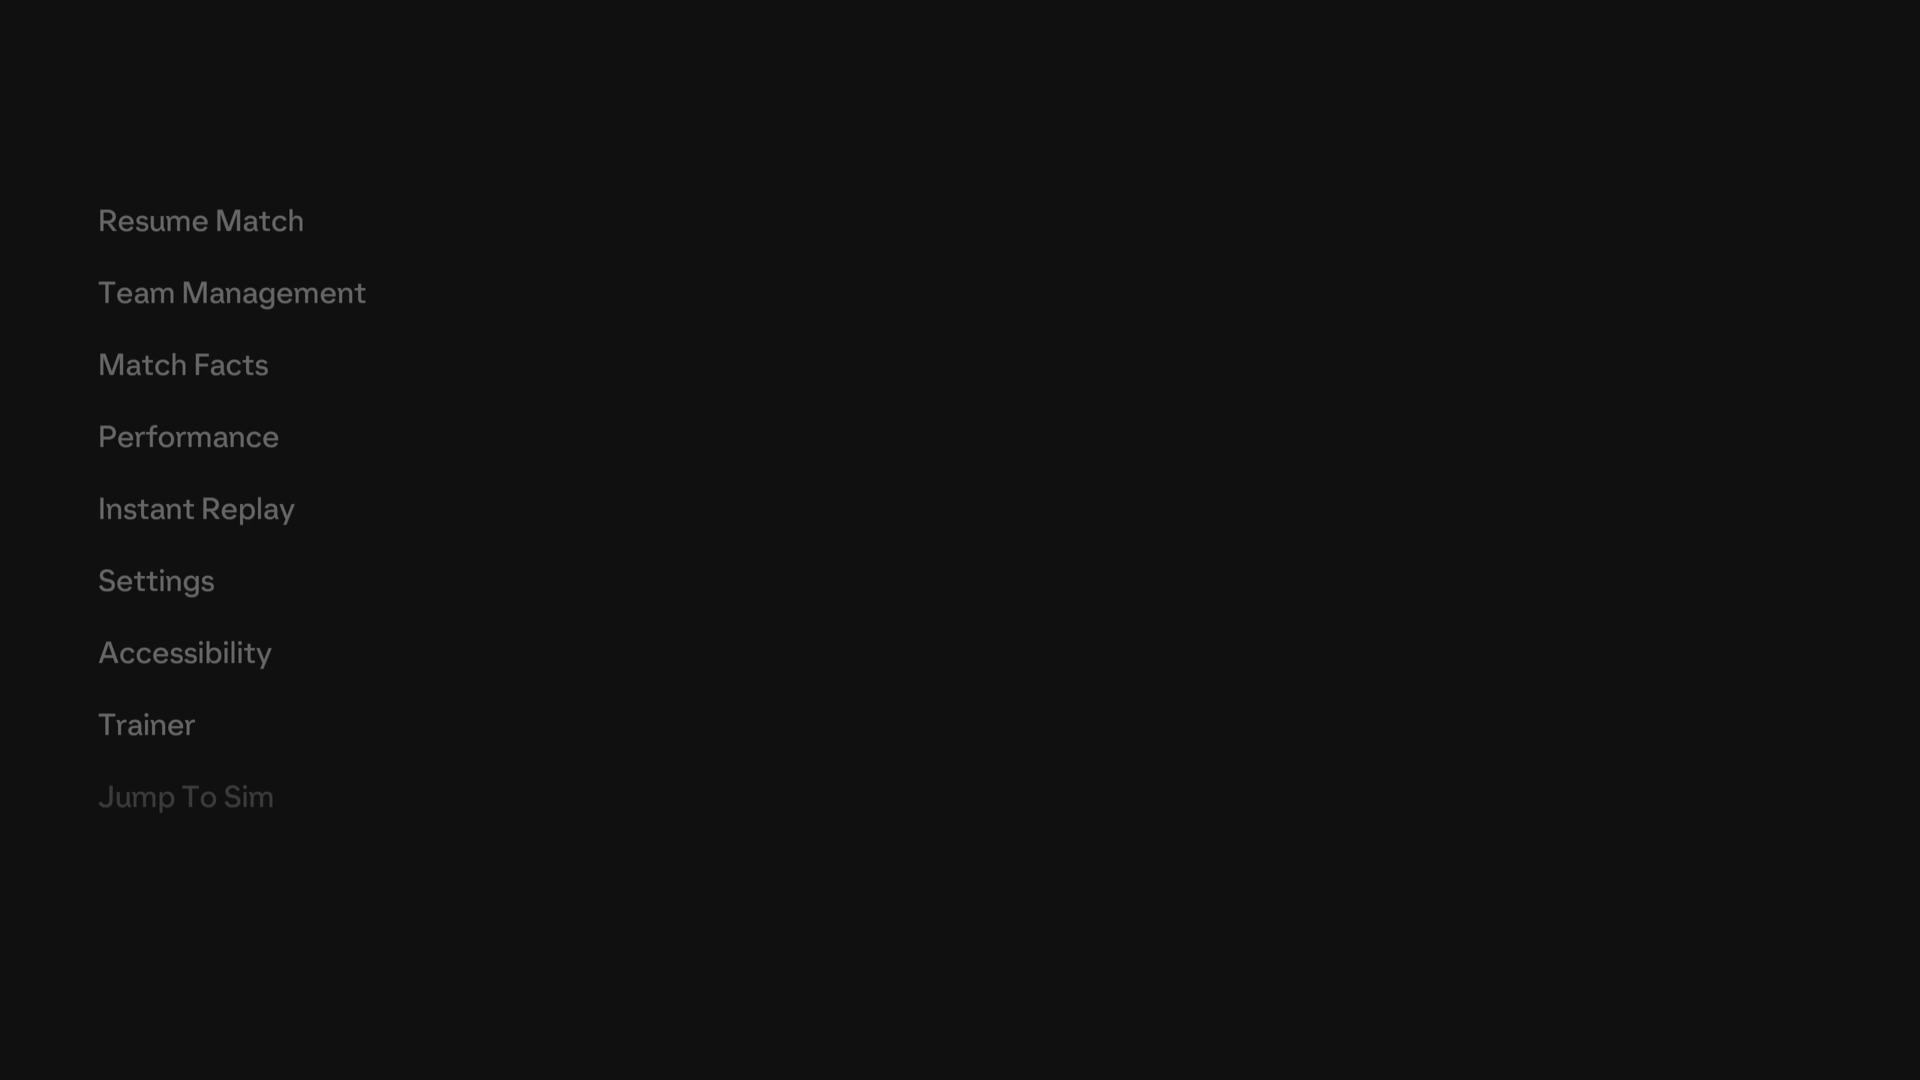 Resume Match
Team Management
Match Facts
Performance
Instant Replay
Settings
Accessibility
Trainer
Jump To Sim